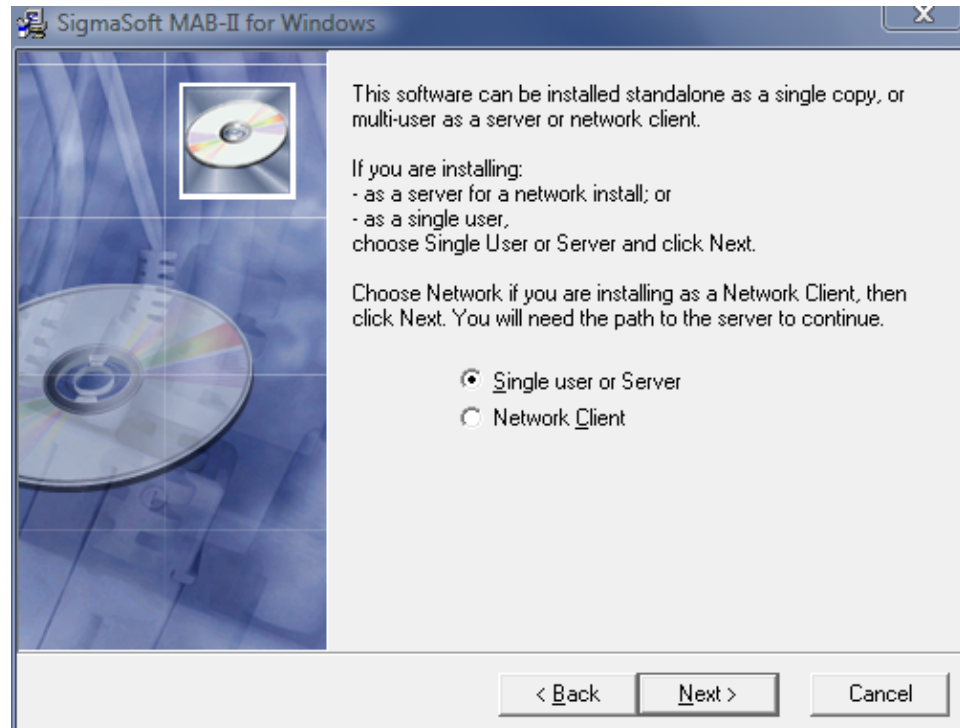 SigmaSoft MAB-II for Windows
This software can be installed standalone as a single copy, or
multi-user as a server or network client.
If you are installing:
- as a server for a network install; or
- as a single user,
choose Single User or Server and click Next.
Choose Network if you are installing as a Network Client, then
click Next. You will need the path to the server to continue.
Single user or Server
Network Client
< Back Next > Cancel